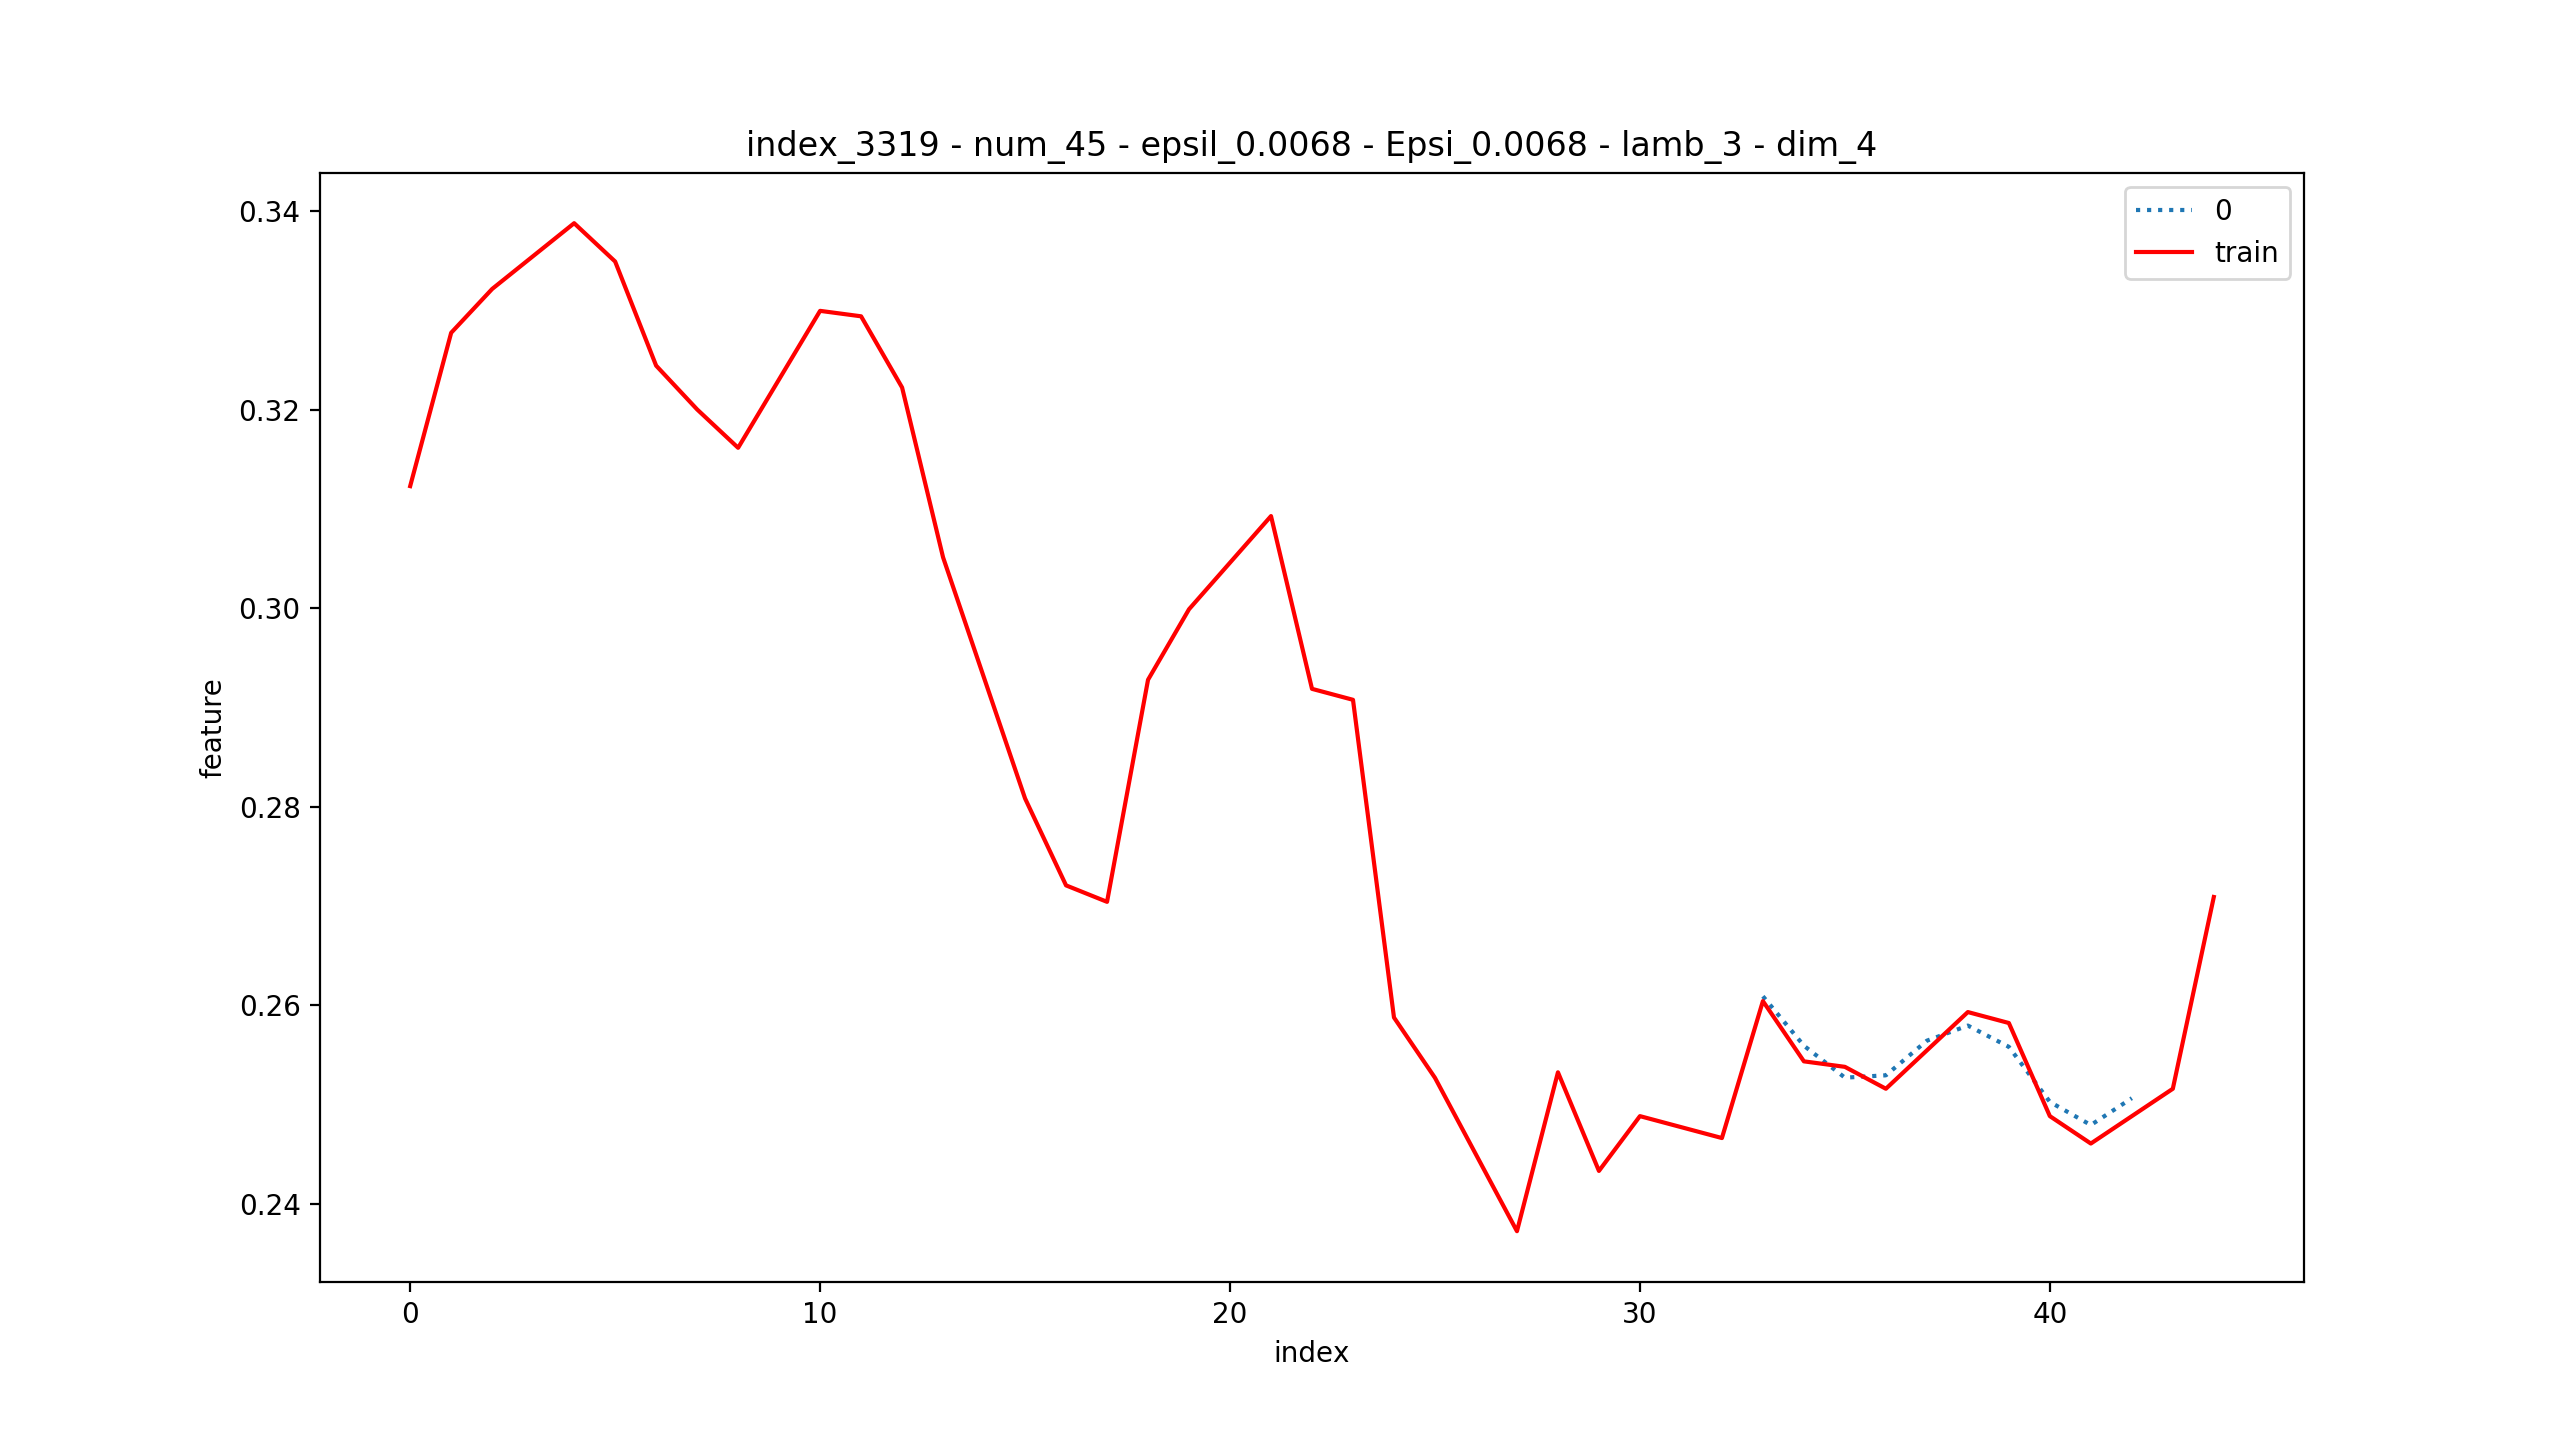 index_3319 - num_45 - epsil_0.0068 - Epsi_0.0068 - lamb_3 - dim_4
0
train
0.34
0.32
0.30
0.28
0.26
0.24
feature
0 10 20 30 40
index